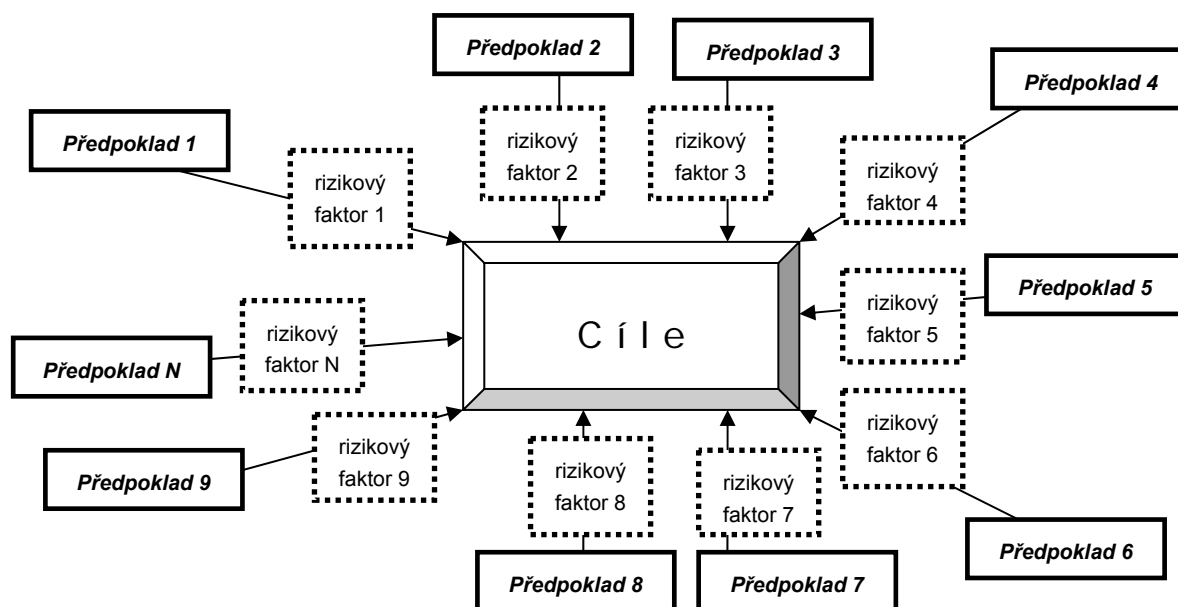 Předpoklad 2
Předpoklad 3
Předpoklad 4
Předpoklad 1
rizikový
faktor 2
rizikový
faktor 3
rizikový
faktor 4
rizikový
faktor 1
Předpoklad 5
rizikový
faktor 5
Cíle
rizikový
faktor N
Předpoklad N
rizikový
faktor 6
rizikový
faktor 9
Předpoklad 9
rizikový
faktor 8
rizikový
faktor 7
Předpoklad 6
Předpoklad 8
Předpoklad 7